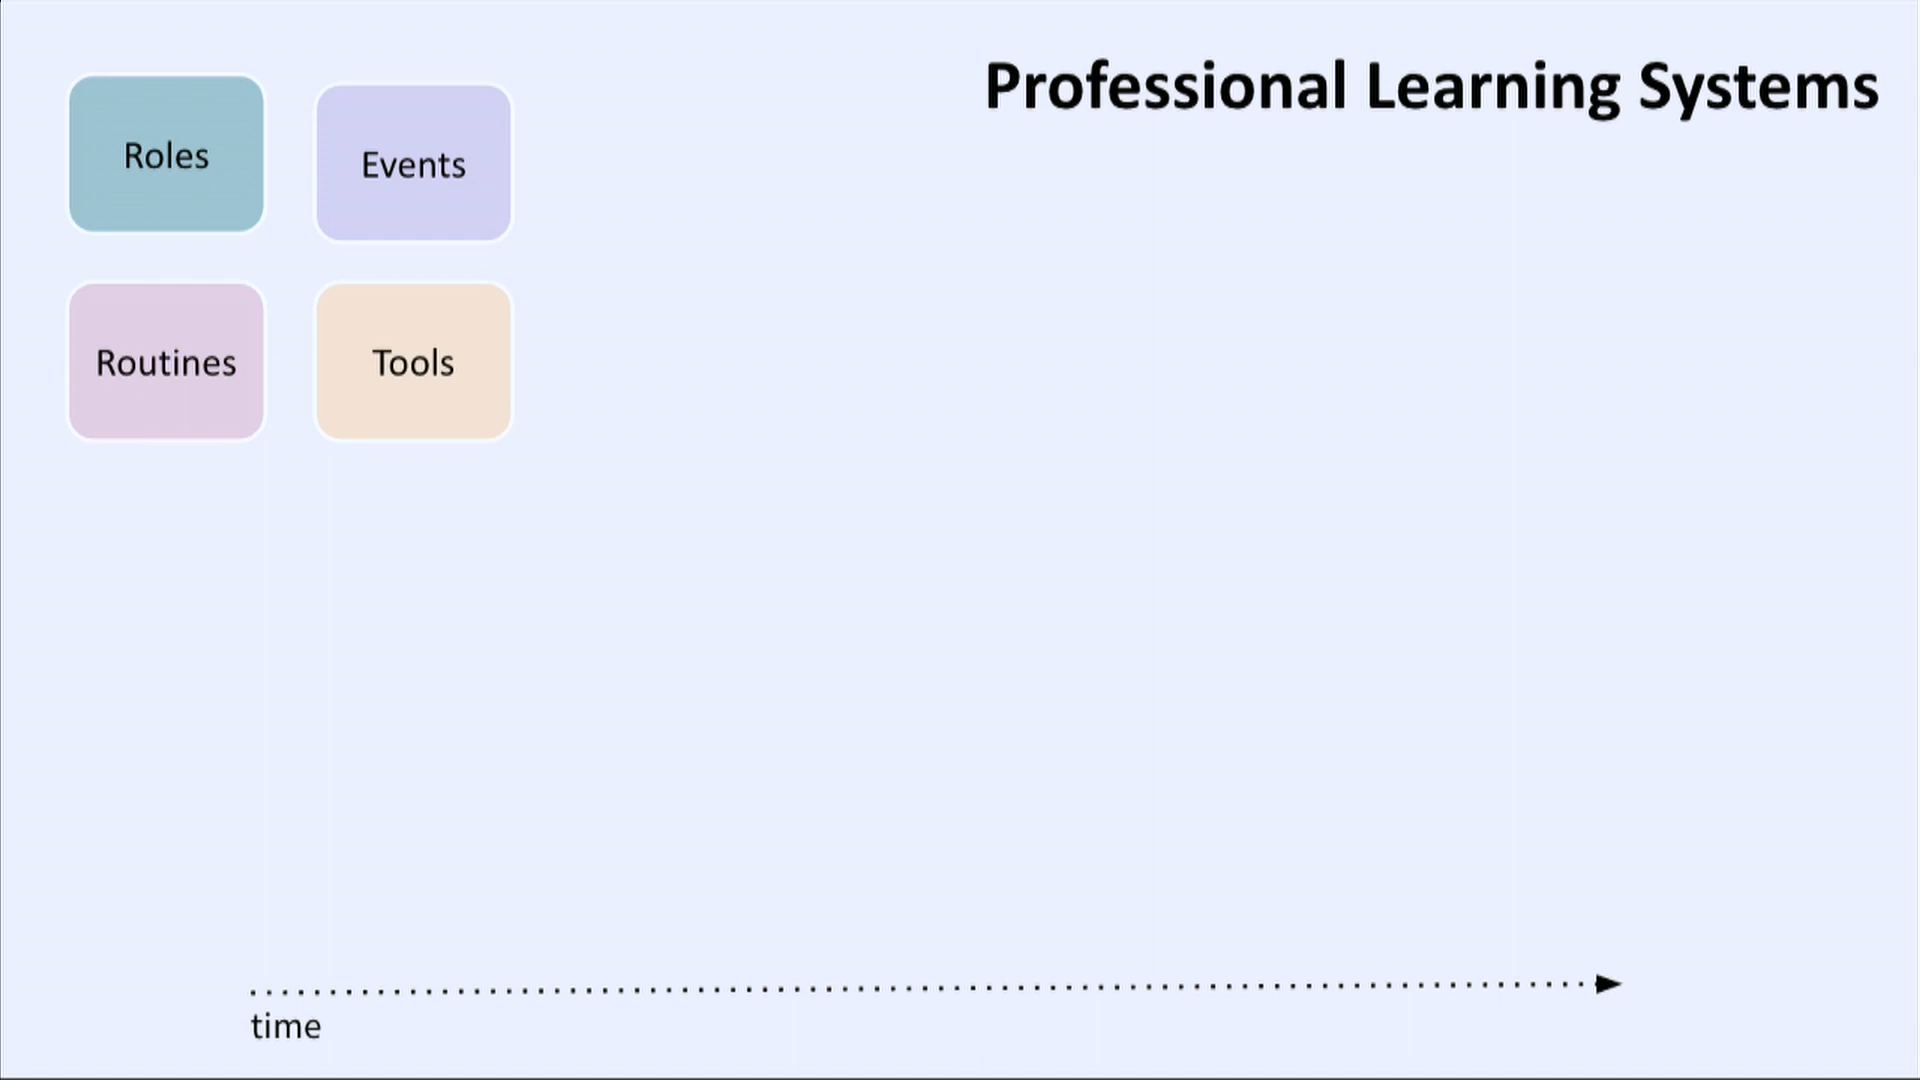 Professional Learning Systems
Roles
Events
Routines
Tools
time